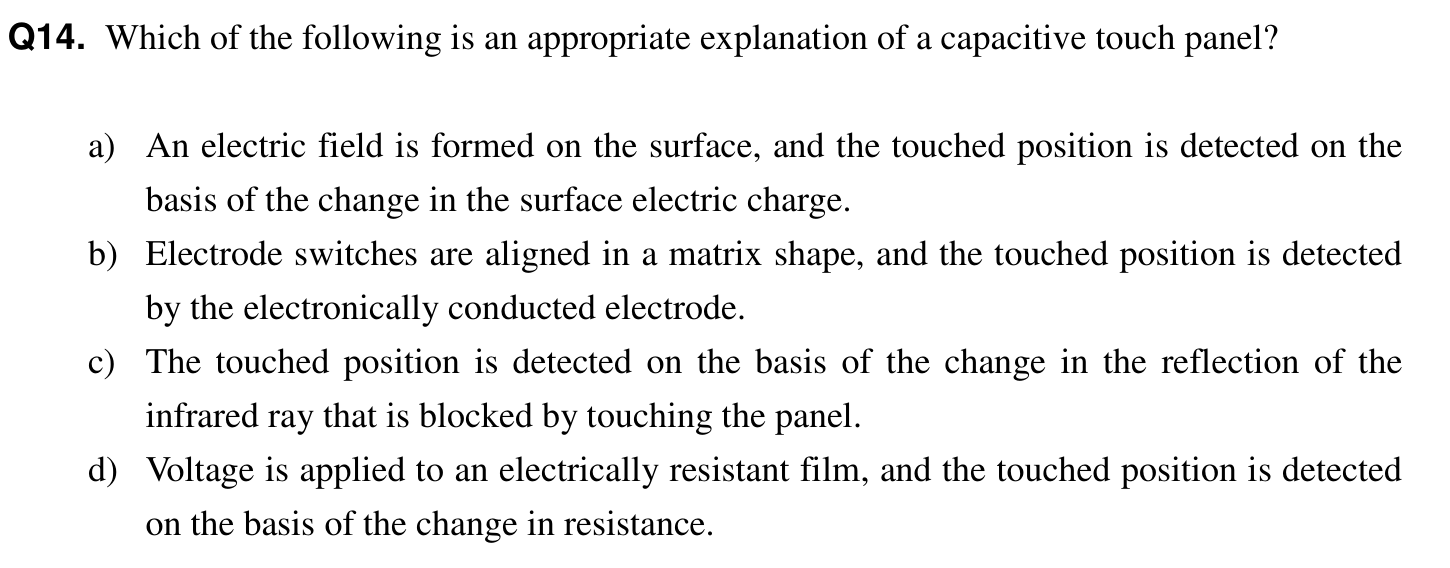 Q14. Which of the following is an appropriate explanation of a capacitive touch panel?
a) An electric field is formed on the surface, and the touched position is detected on the
basis of the change in the surface electric charge.
b) Electrode switches are aligned in a matrix shape, and the touched position is detected
by the electronically conducted electrode.
c) The touched position is detected on the basis of the change in the reflection of the
infrared ray that is blocked by touching the panel.
d) Voltage is applied to an electrically resistant film, and the touched position is detected
on the basis of the change in resistance.